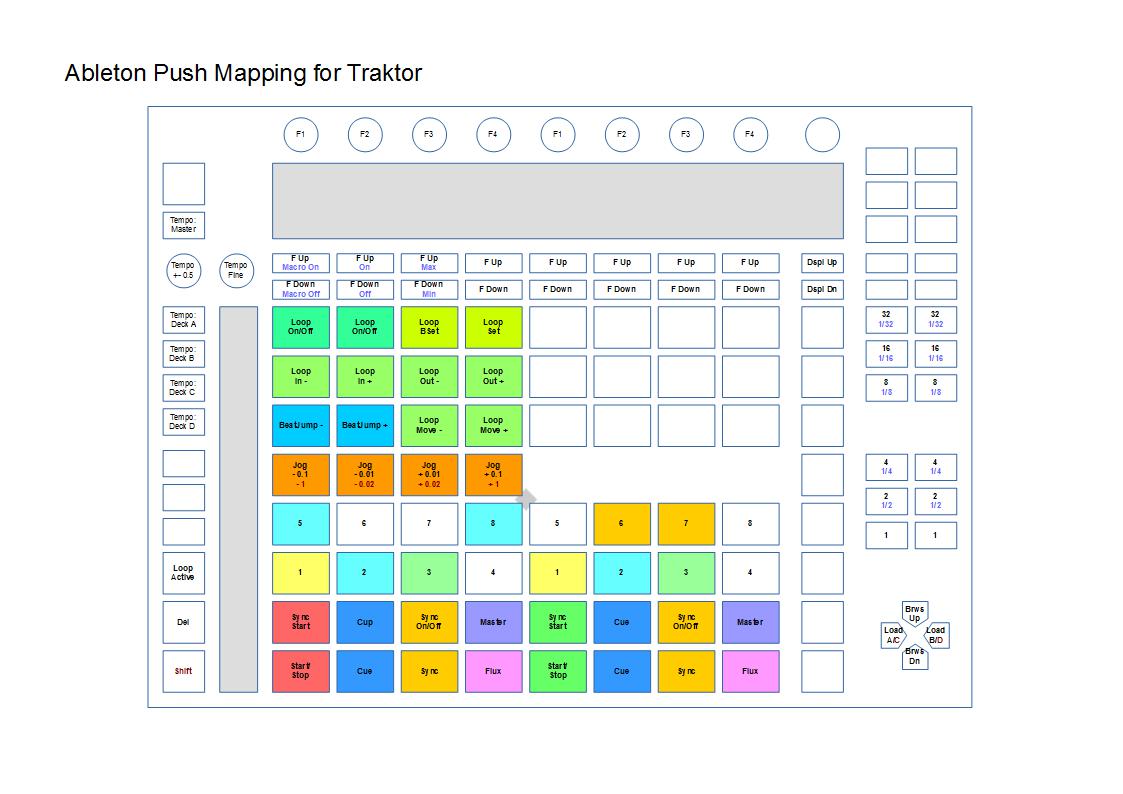 Ableton Push Mapping for Traktor
F1 F2 F3 F4 F1 F2 F3 F4
Tempo:
Master
Tempo
+- 0.5
Tempo
Fine
F Up
Macro On
F Up
On
F Up
Max
F Up
F Up
F Up
F Up
F Up
Dspl Up
F Down
Macro Off
F Down
Off
F Down
Min
F Down
F Down
F Down
F Down
F Down
Dspl Dn
Tempo:
Deck A
Loop
On/Off
Loop
On/Off
Loop
BSet
Loop
Set
32
1/32
32
1/32
Tempo:
Deck B
16
1/16
16
1/16
Loop
In -
Loop
In +
Loop
Out -
Loop
Out +
Tempo:
Deck C
8
1/8
8
1/8
Tempo:
Deck D
BeatJump -
BeatJump +
Loop
Move -
Loop
Move +
Jog
- 0.1
- 1
Jog
- 0.01
- 0.02
Jog
+ 0.01
+ 0.02
Jog
+ 0.1
+ 1
4
1/4
4
1/4
2
1/2
2
1/2
5 6 7 8 5 6 7 8
1 1
Loop
Active
1 2 3 4 1 2 3 4
Del
Sync
Start
Cup
Sync
On/Off
Master
Sync
Start
Cue
Sync
On/Off
Master
Brws
Up
Load
A/C
Load
B/D
Brws
Dn
Shift
Start/
Stop
Cue
Sync
Flux
Start/
Stop
Cue
Sync
Flux